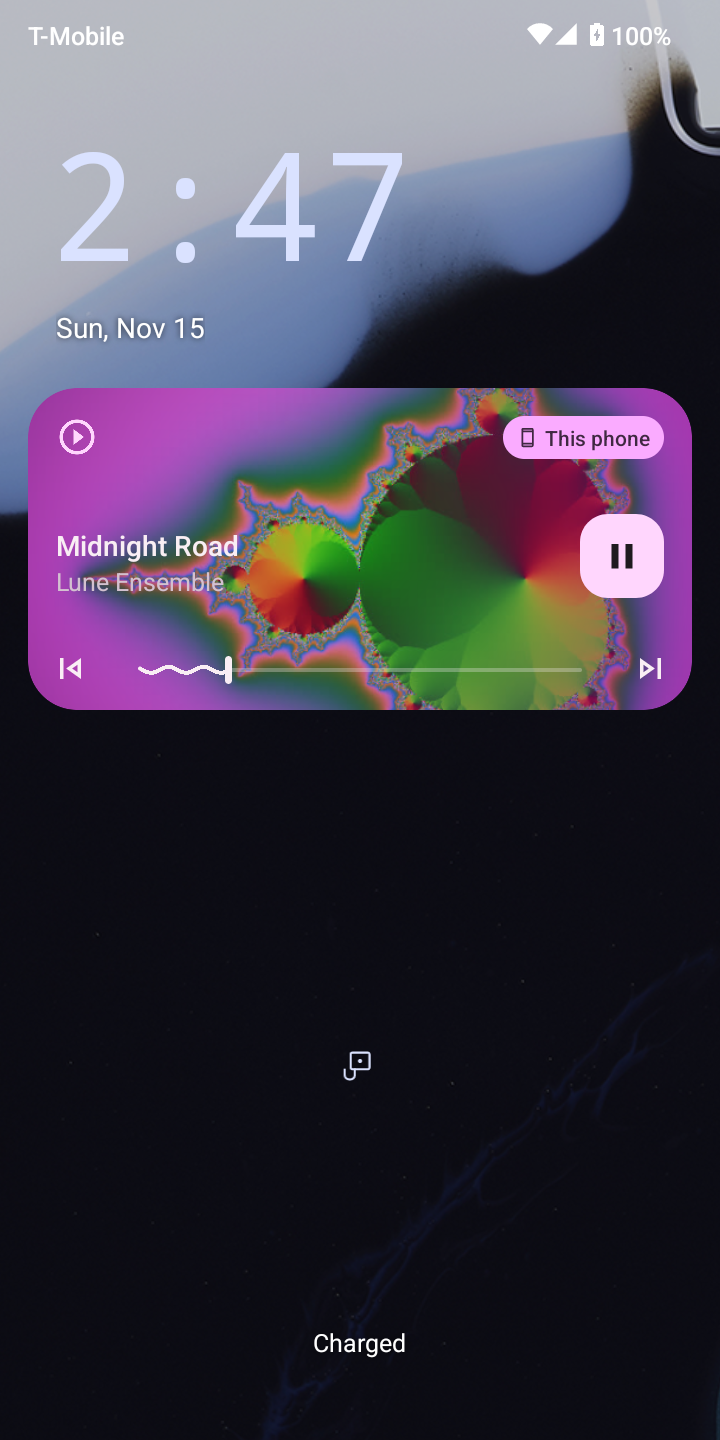 T-Mobile
100%
2:47
Sun, Nov 15
This phone
Midnight Road
Lune Ensemble
Charged